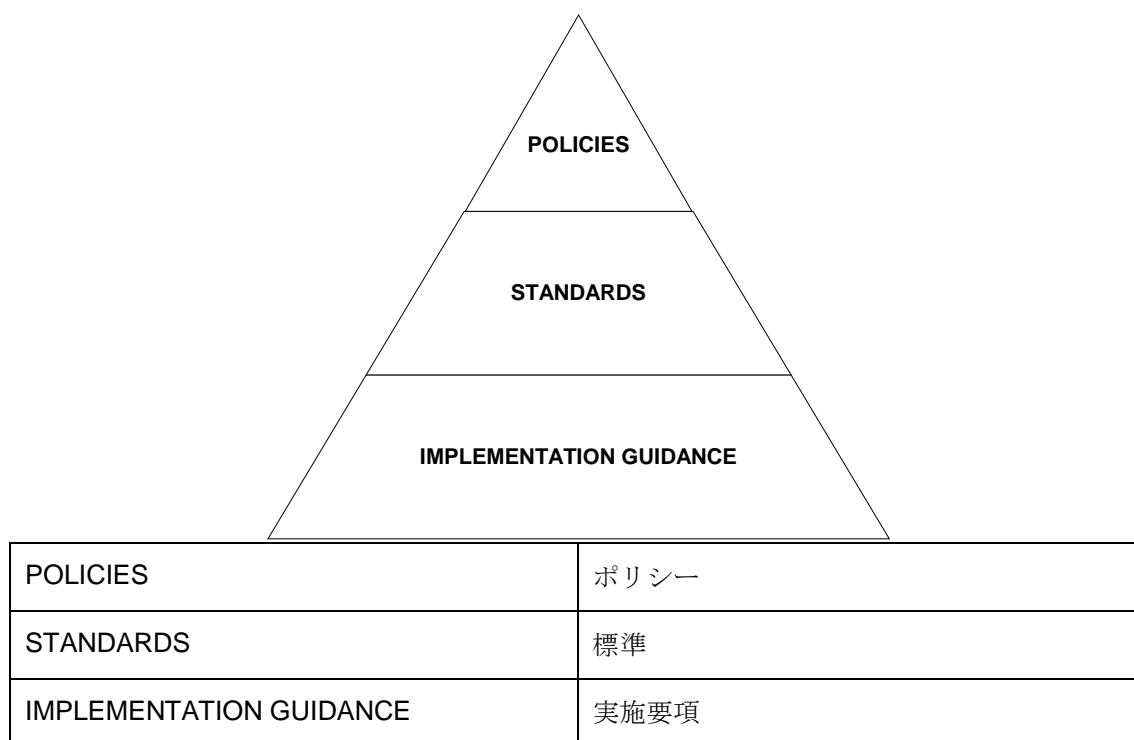 POLICIES
STANDARDS
IMPLEMENTATION GUIDANCE
POLICIES ポリシー
STANDARDS 標準
IMPLEMENTATION GUIDANCE 実施要項